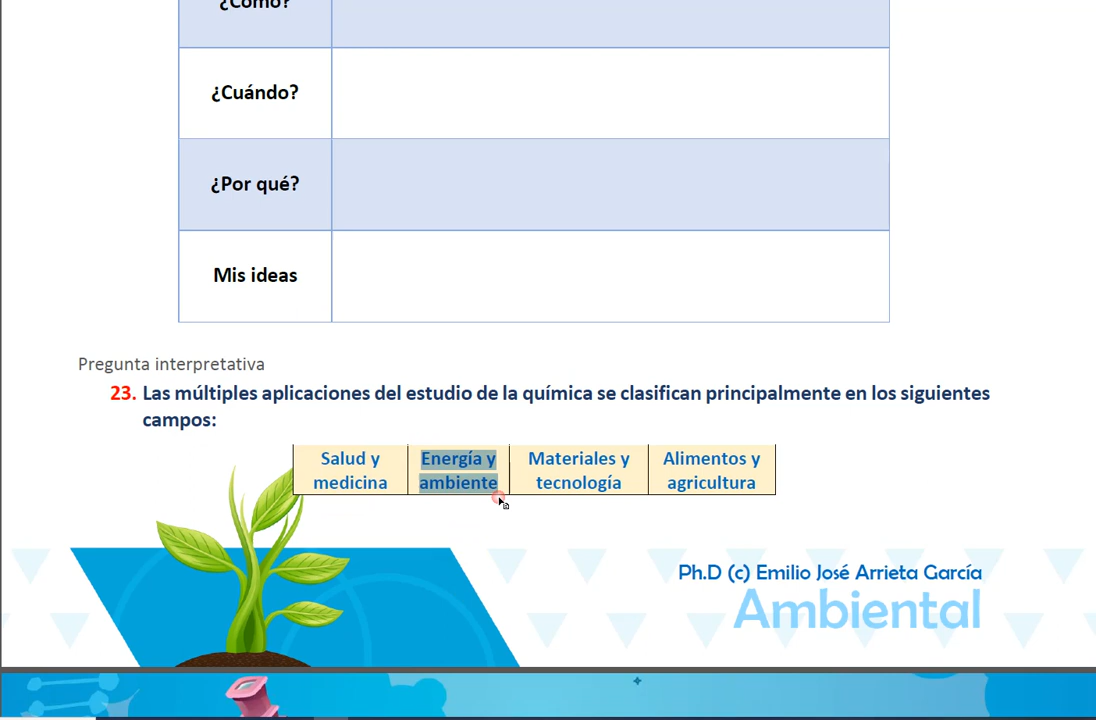 ¿Cómo?
¿Cuándo?
¿Por qué?
Mis ideas
Pregunta interpretativa
23. Las múltiples aplicaciones del estudio de la química se clasifican principalmente en los siguientes
campos:
Salud y medicina
Energía y ambiente
Materiales y tecnología
Alimentos y agricultura
Ph.D (c) Emilio José Arrieta García
Ambiental